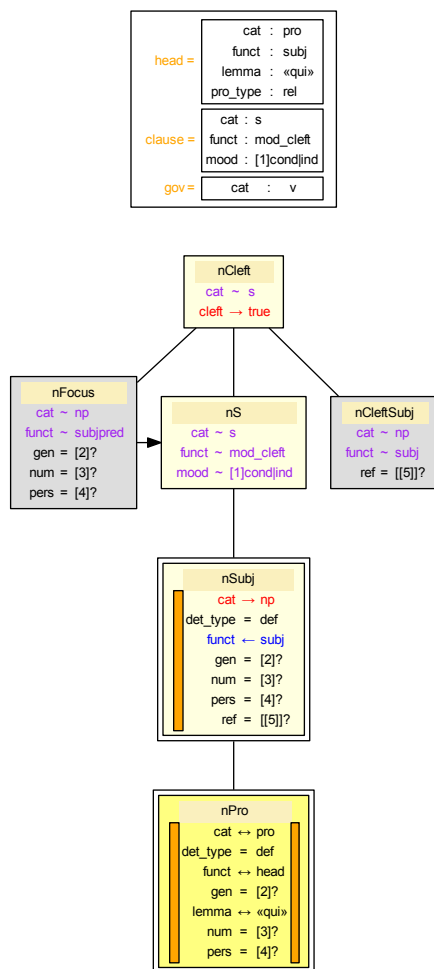 head =
cat : pro
funct : subj
lemma : «qui»
pro_type : rel
clause =
cat : s
funct : mod_cleft
mood : [1]cond|ind
gov =
cat : v
nCleft
cat ~ s
cleft → true
nFocus
cat ~ np
funct ~ subjpred
gen = [2]?
num = [3]?
pers = [4]?
nS
cat ~ s
funct ~ mod_cleft
mood ~ [1]cond|ind
nCleftSubj
cat ~ np
funct ~ subj
ref = [[5]]?
nSubj
cat → np
det_type = def
funct ← subj
gen = [2]?
num = [3]?
pers = [4]?
ref = [[5]]?
nPro
cat ↔ pro
det_type = def
funct ↔ head
gen = [2]?
lemma ↔ «qui»
num = [3]?
pers = [4]?